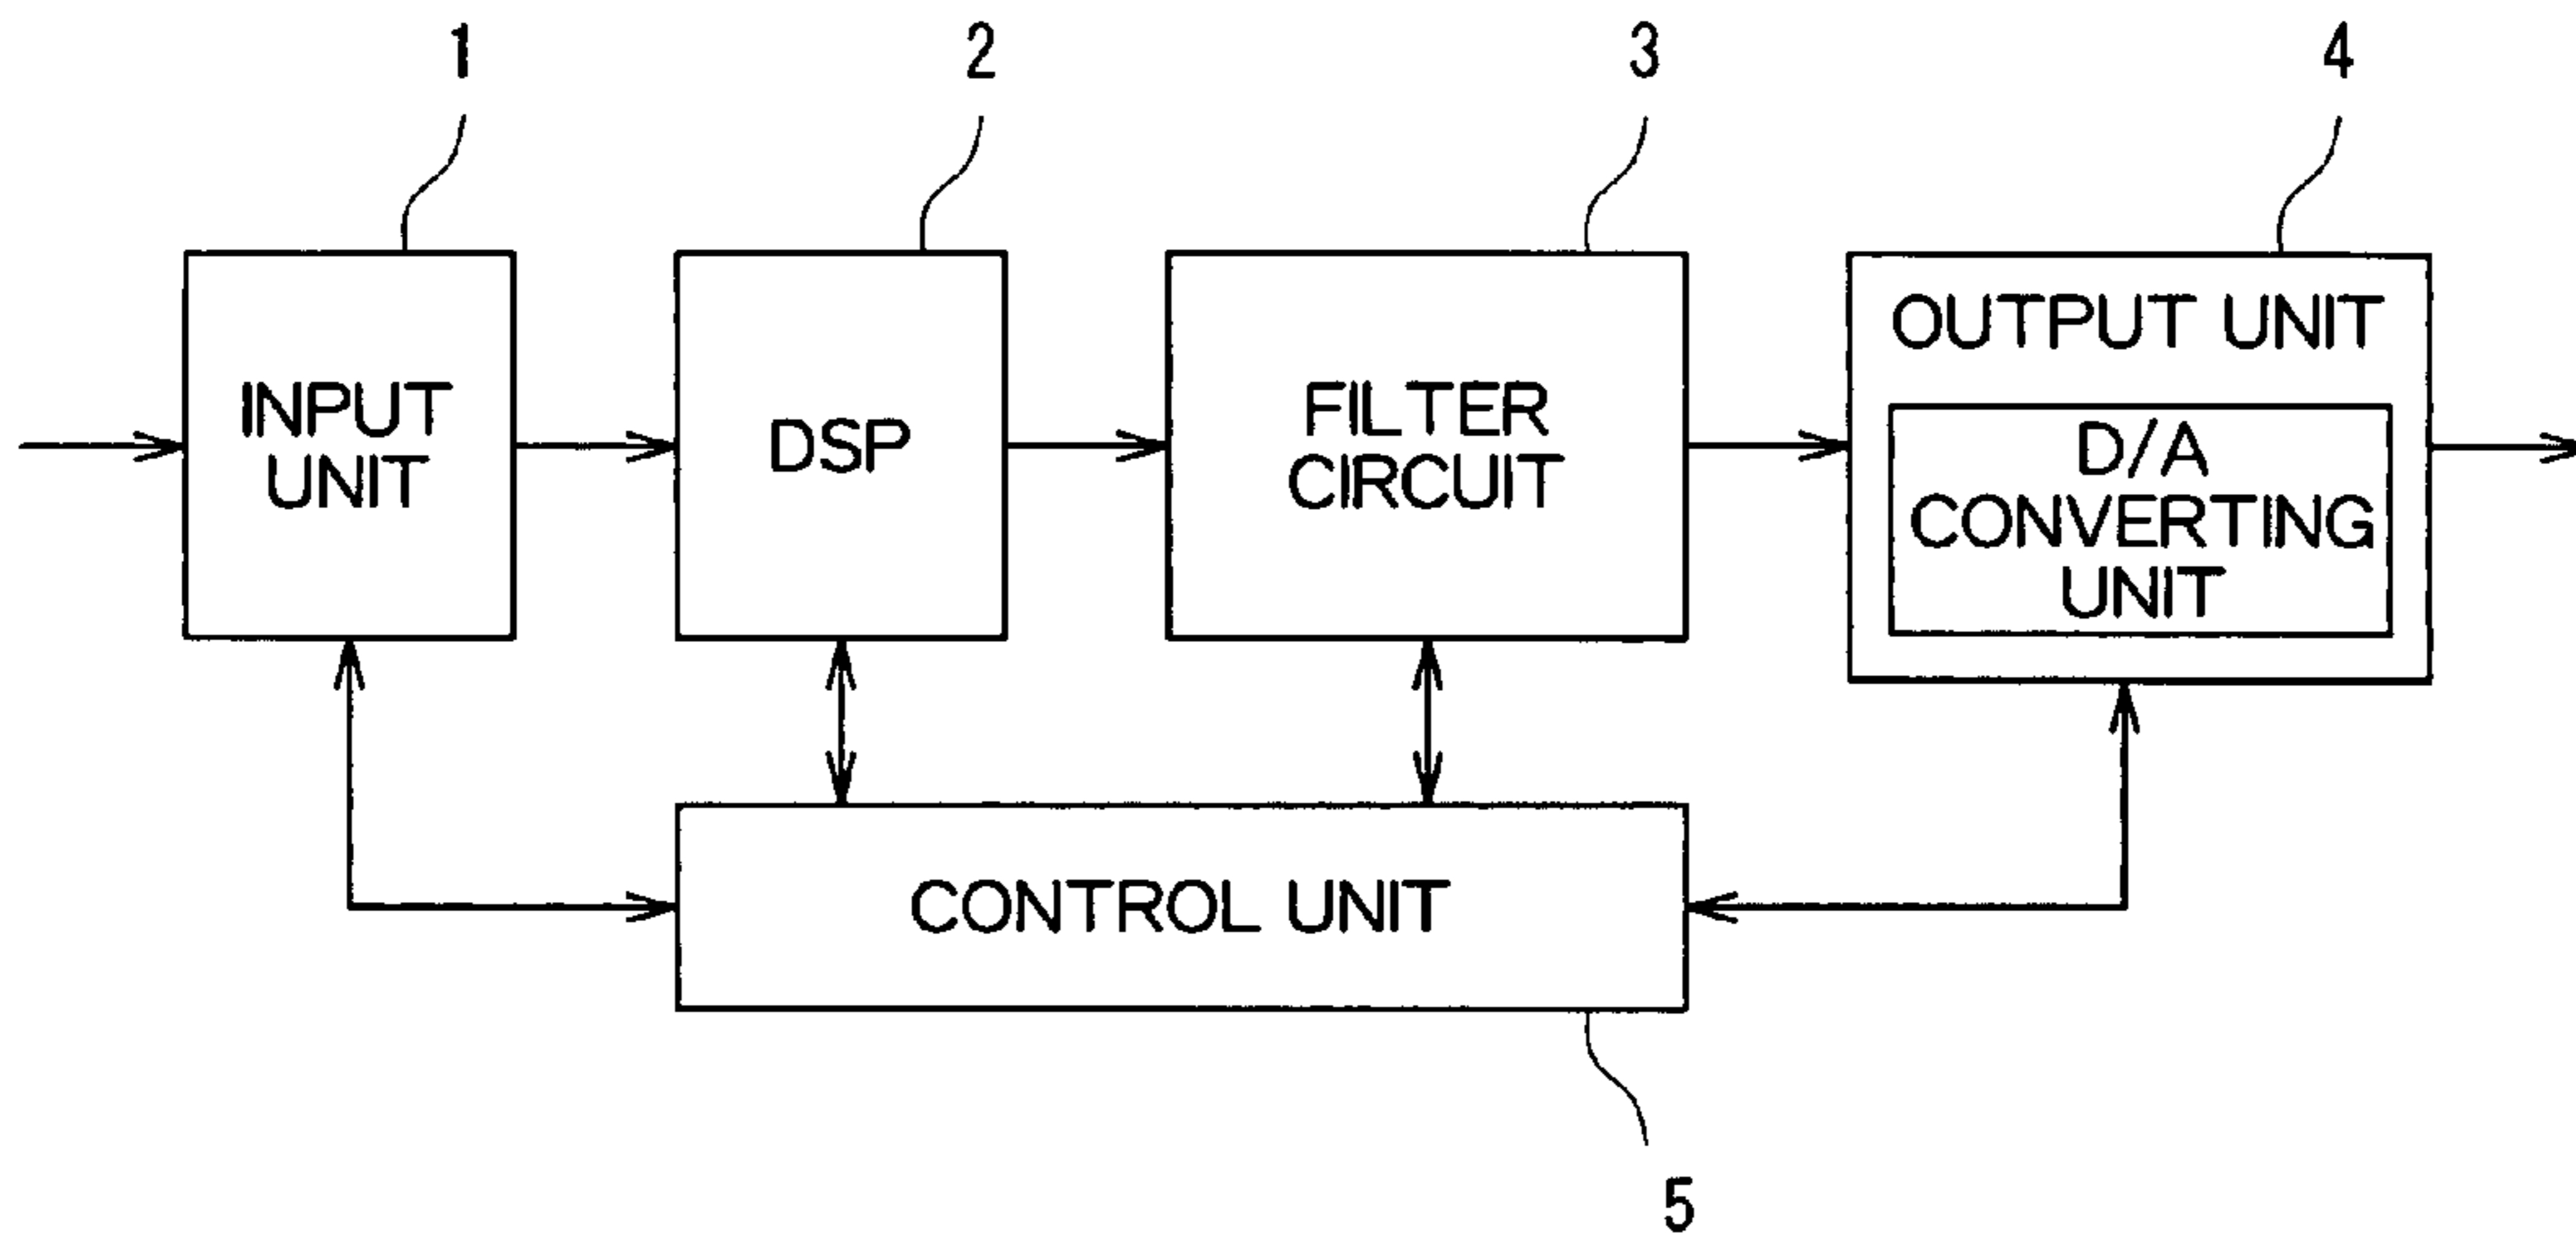 1
2
3
4
INPUT
UNIT
DSP
FILTER
CIRCUIT
OUTPUT UNIT
D/A
CONVERTING
UNIT
CONTROL UNIT
5